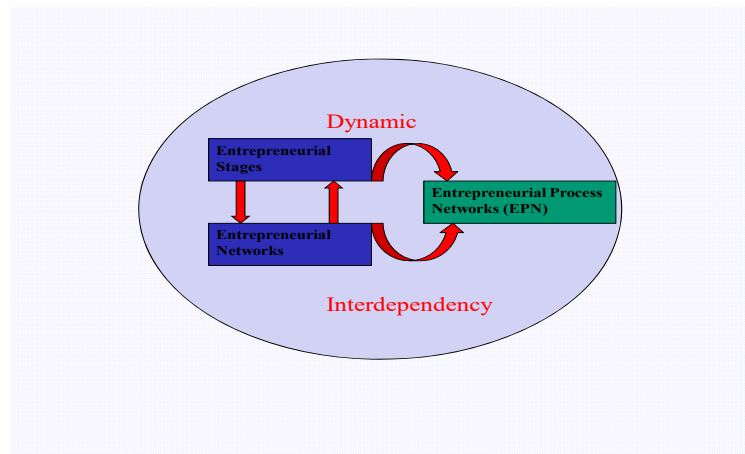 Dynamic
Entrepreneurial
Stages
Entrepreneurial Process
Networks (EPN)
Entrepreneurial
Networks
Interdependency